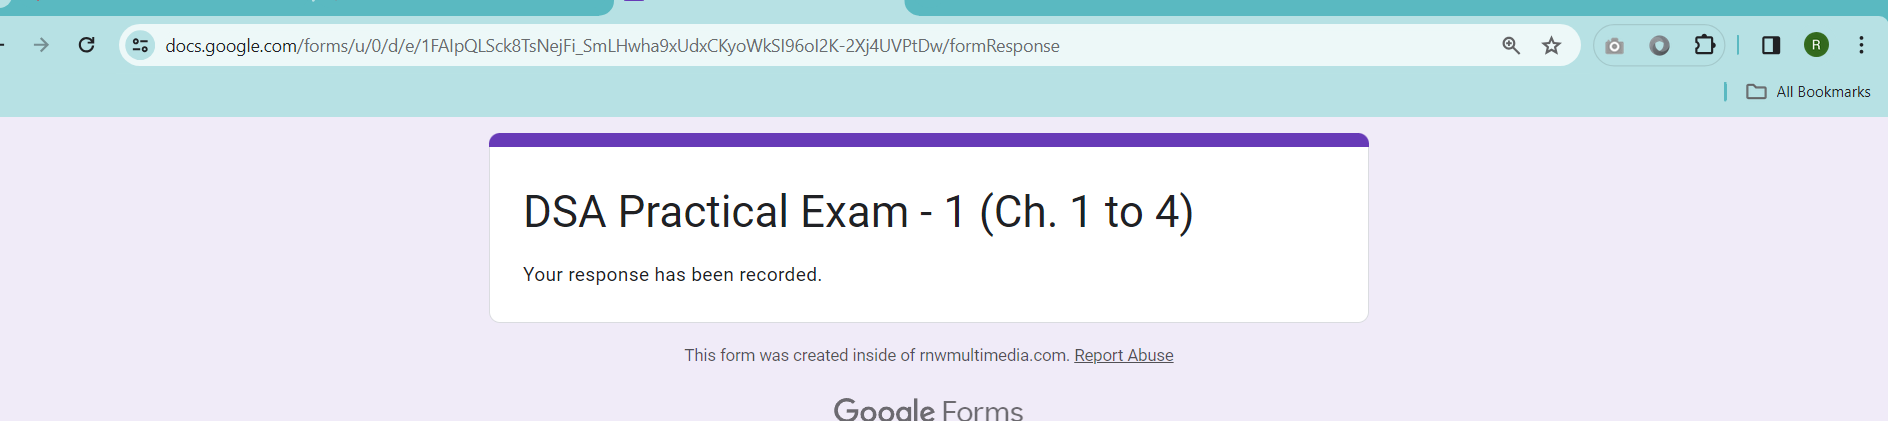 docs.google.com/forms/u/0/d/e/1FAIpQLSck8TsNejFi_SmLHwha9xUdxCKyoWkSI96oI2K-2Xj4UVPtDw/formResponse
R
All Bookmarks
DSA Practical Exam - 1 (Ch. 1 to 4)
Your response has been recorded.
This form was created inside of rnwmultimedia.com. Report Abuse
Google Forms